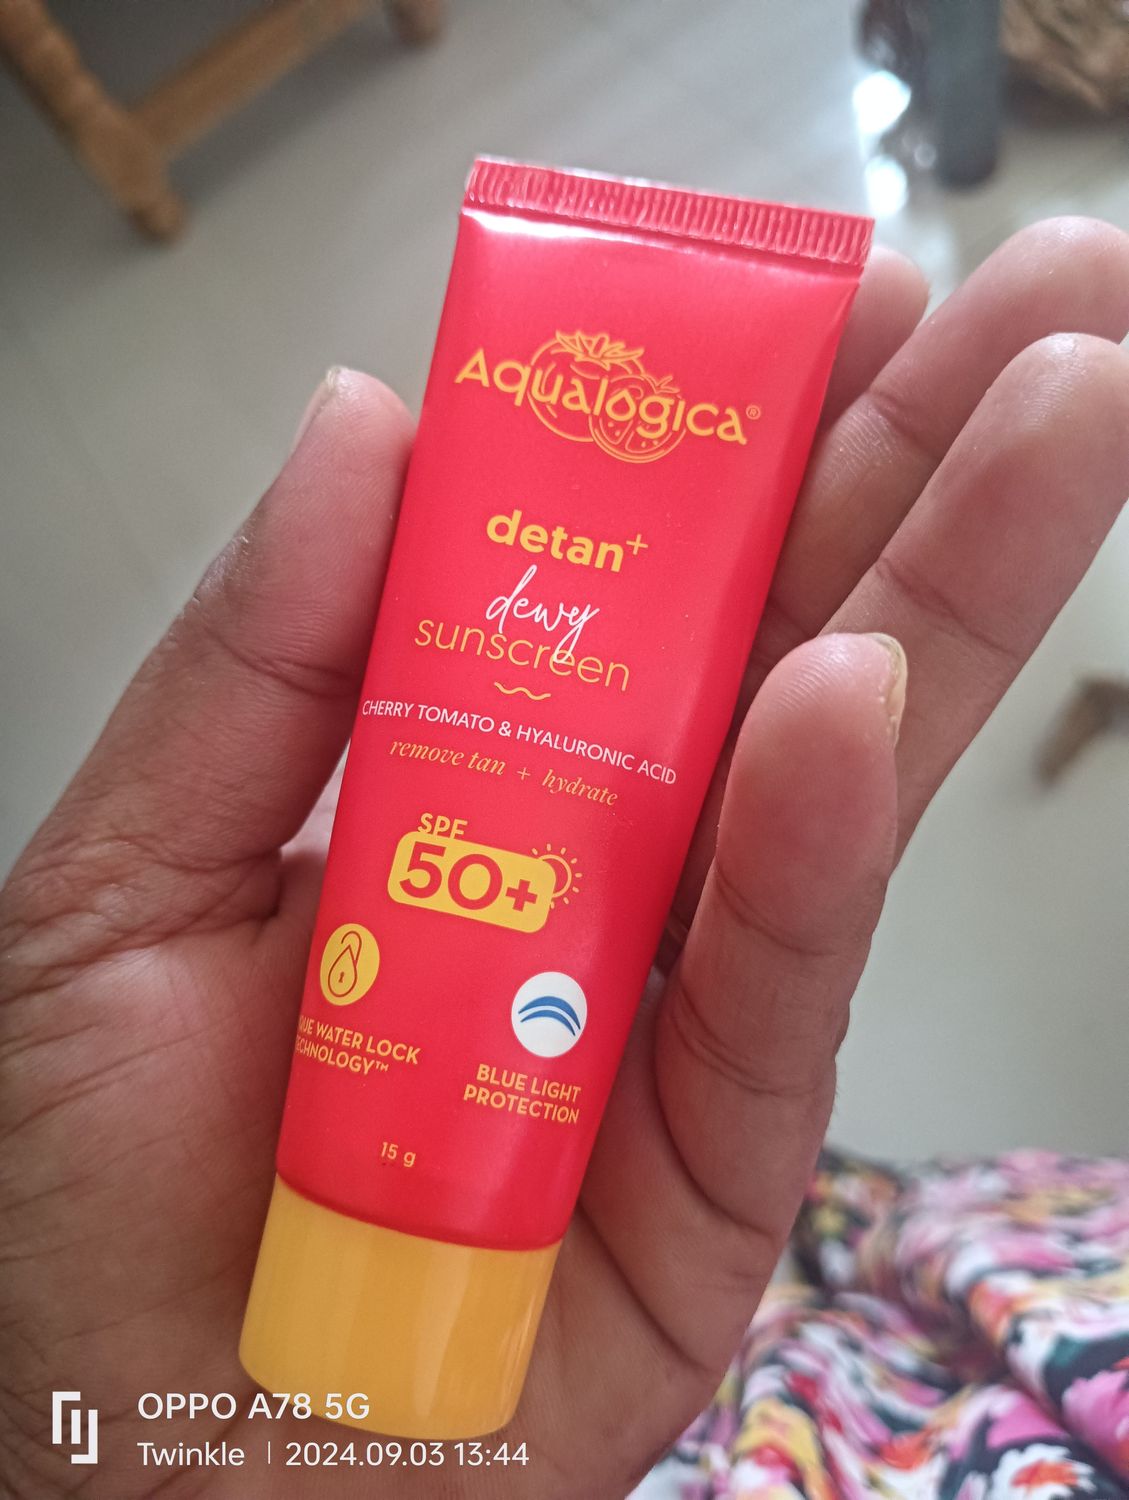 Aqualogica®
detan+
dewy
sunscreen
CHERRY TOMATO & HYALURONIC ACID
remove tan + hydrate
SPF
50+
WATER LOCK
TECHNOLOGY™
BLUE LIGHT
PROTECTION
15 g
OPPO A78 5G
Twinkle | 2024.09.03 13:44